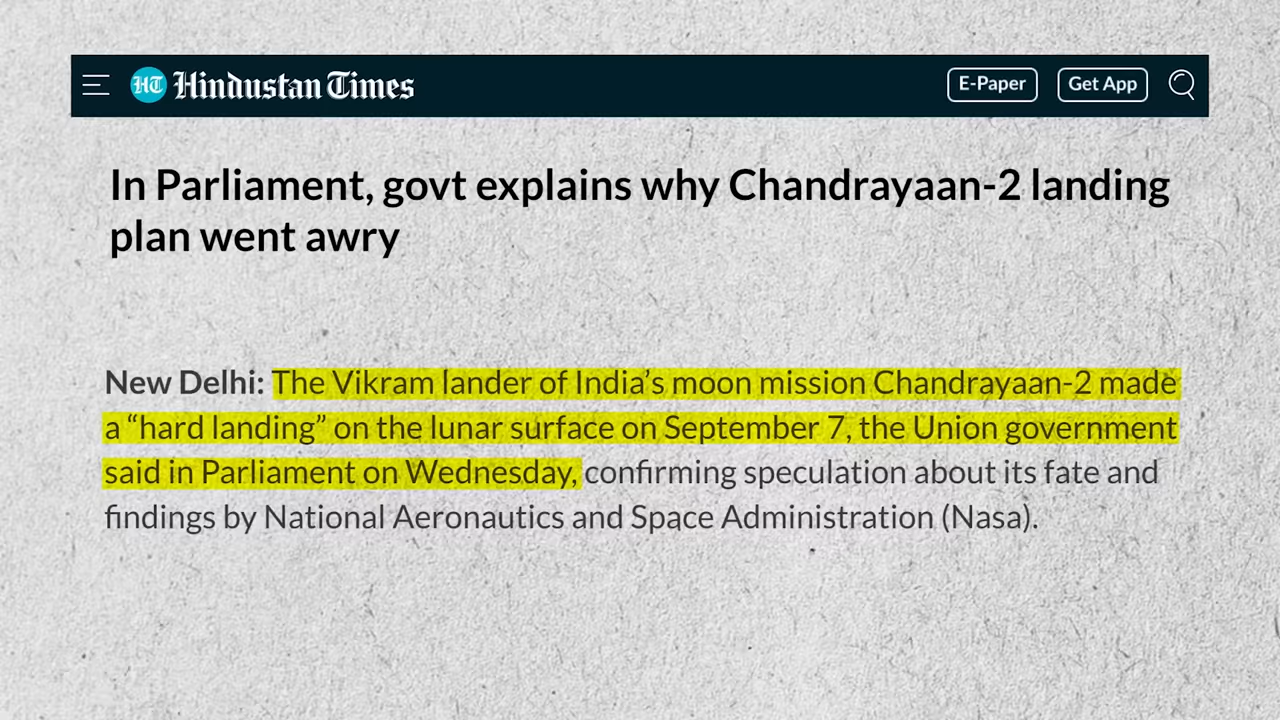 HT Hindustan Times E-Paper Get App
In Parliament, govt explains why Chandrayaan-2 landing
plan went awry
New Delhi: The Vikram lander of India’s moon mission Chandrayaan-2 made
a “hard landing” on the lunar surface on September 7, the Union government
said in Parliament on Wednesday, confirming speculation about its fate and
findings by National Aeronautics and Space Administration (Nasa).